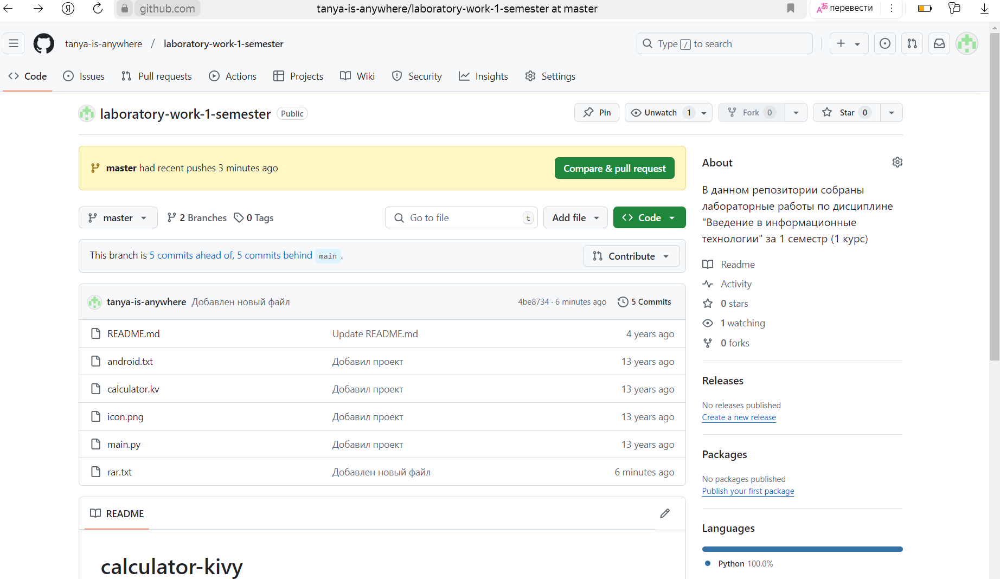 Я
github.com
tanya-is-anywhere/laboratory-work-1-semester at master
перевести
tanya-is-anywhere / laboratory-work-1-semester
Type / to search
Code
Issues
Pull requests
Actions
Projects
Wiki
Security
Insights
Settings
laboratory-work-1-semester Public
Pin
Unwatch 1
Fork 0
Star 0
master had recent pushes 3 minutes ago
Compare & pull request
master
2 Branches
0 Tags
Go to file t
Add file
Code
This branch is 5 commits ahead of, 5 commits behind main .
Contribute
tanya-is-anywhere Добавлен новый файл 4be8734 · 6 minutes ago 5 Commits
README.md Update README.md 4 years ago
android.txt Добавил проект 13 years ago
calculator.kv Добавил проект 13 years ago
icon.png Добавил проект 13 years ago
main.py Добавил проект 13 years ago
rar.txt Добавлен новый файл 6 minutes ago
README
calculator-kivy
About
В данном репозитории собраны
лабораторные работы по дисциплине
"Введение в информационные
технологии" за 1 семестр (1 курс)
Readme
Activity
0 stars
1 watching
0 forks
Releases
No releases published
Create a new release
Packages
No packages published
Publish your first package
Languages
Python 100.0%